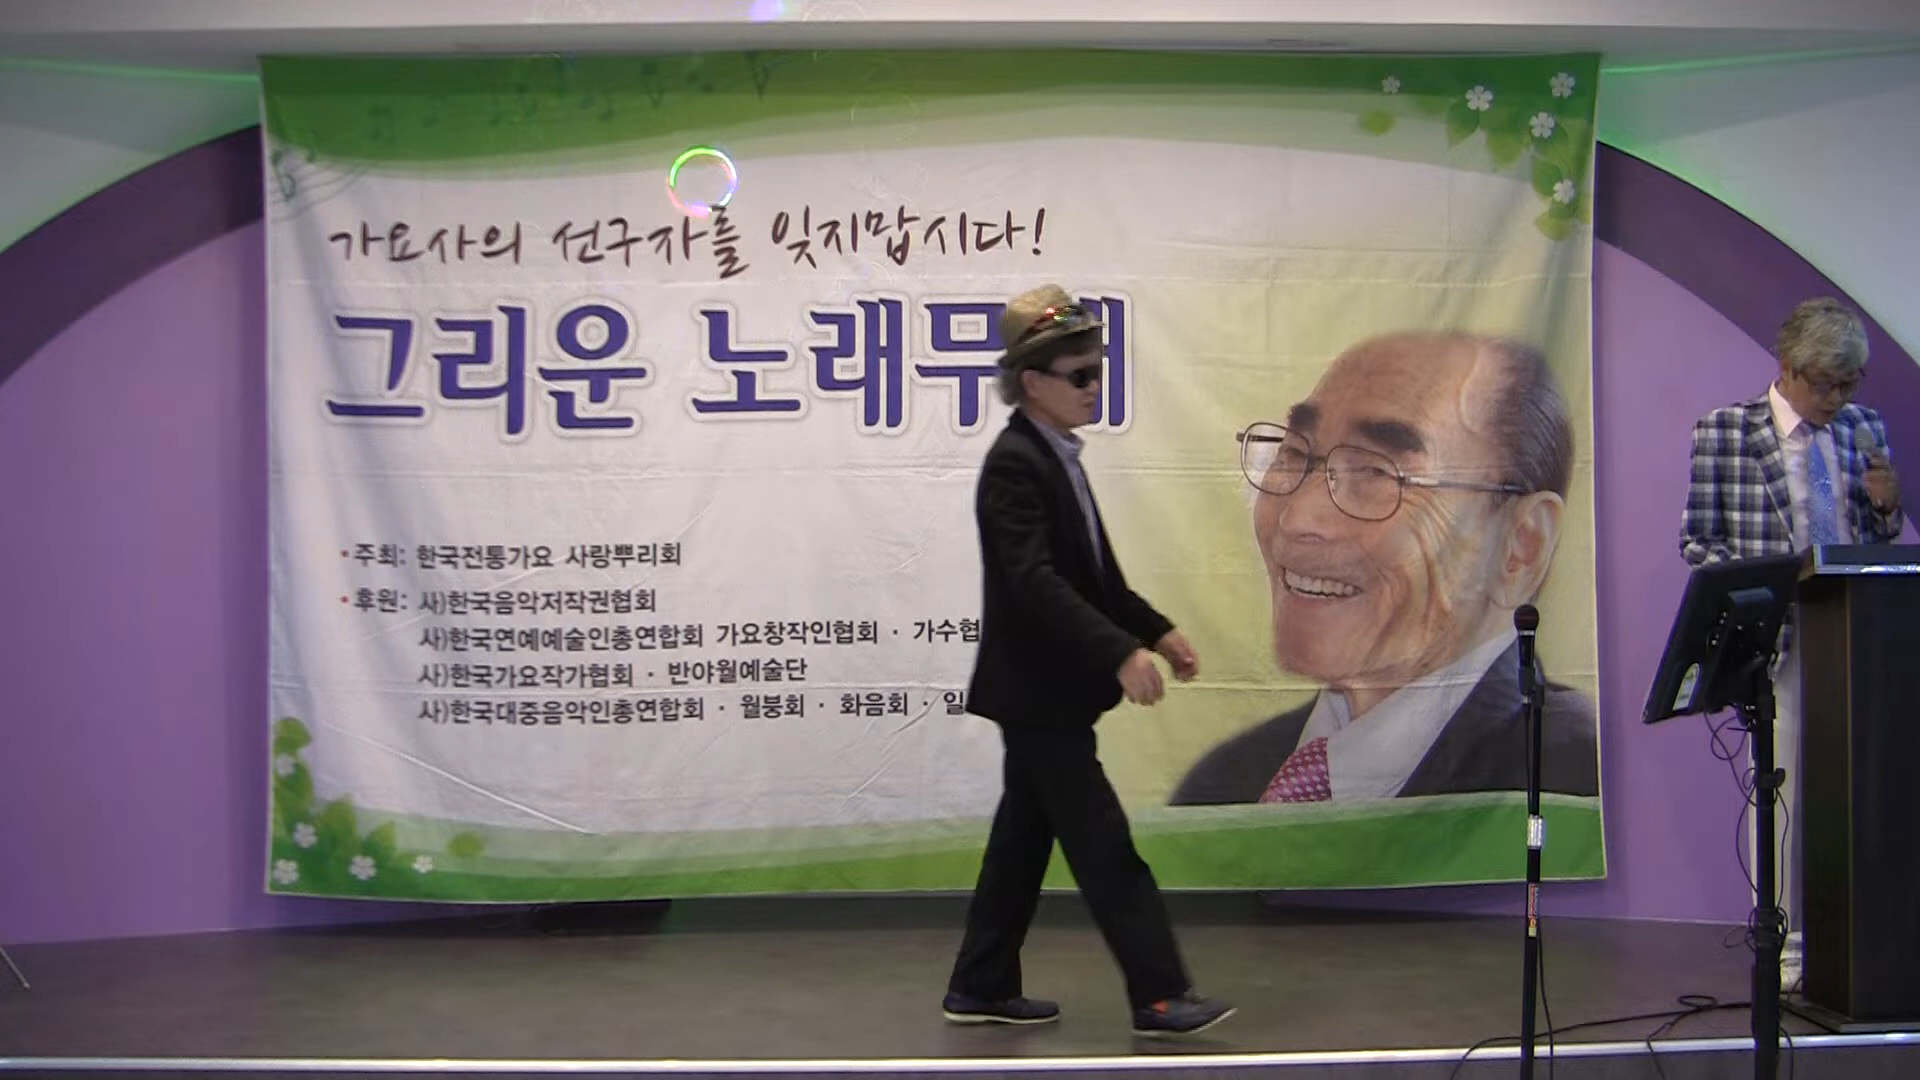 가요사의 선구자를 잊지맙시다!
그리운 노래무대
• 주최: 한국전통가요 사랑뿌리회
• 후원: 사)한국음악저작권협회
사)한국연예예술인총연합회 가요창작인협회 · 가수협
사)한국가요작가협회 · 반야월예술단
사)한국대중음악인총연합회 · 월붕회 · 화음회 · 일